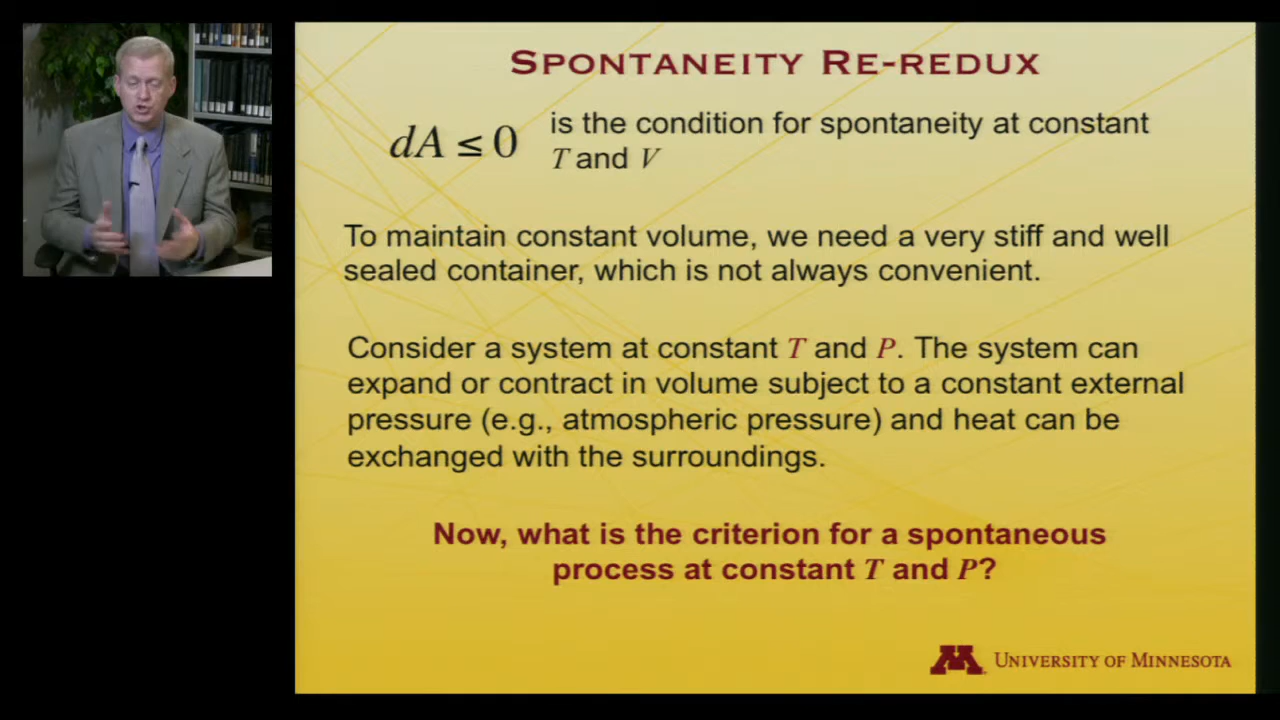 SPONTANEITY RE-REDUX
dA ≤ 0
is the condition for spontaneity at constant
T and V
To maintain constant volume, we need a very stiff and well
sealed container, which is not always convenient.
Consider a system at constant T and P. The system can
expand or contract in volume subject to a constant external
pressure (e.g., atmospheric pressure) and heat can be
exchanged with the surroundings.
Now, what is the criterion for a spontaneous
process at constant T and P?
M UNIVERSITY OF MINNESOTA